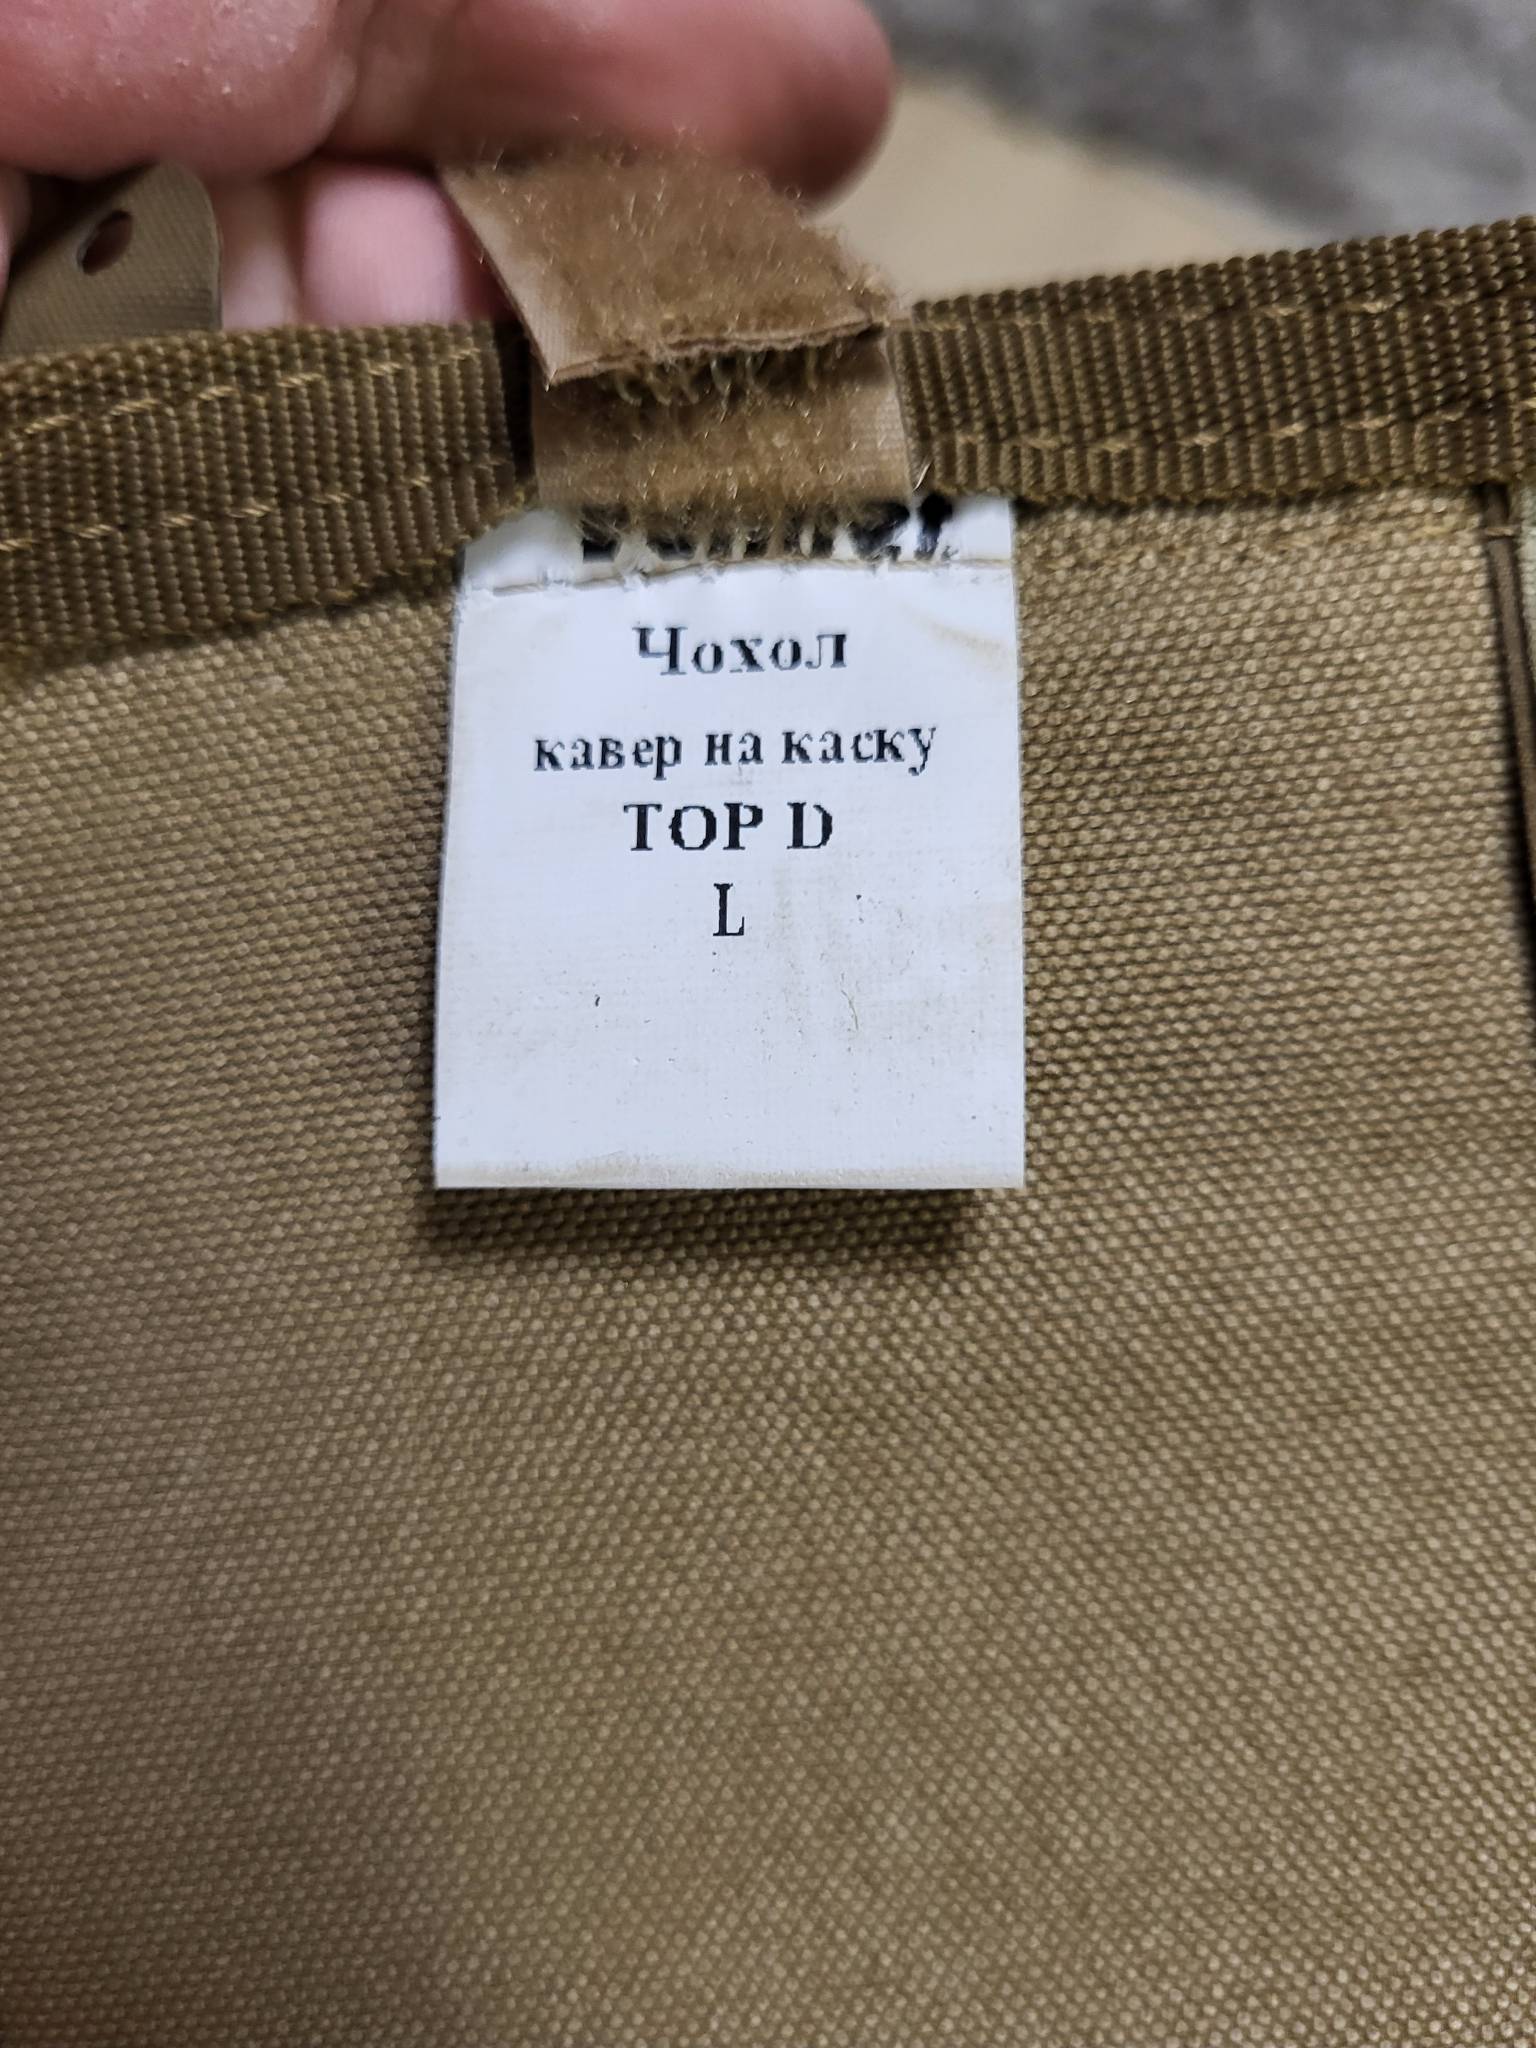 Чохол
кавер на каску
TOP D
L